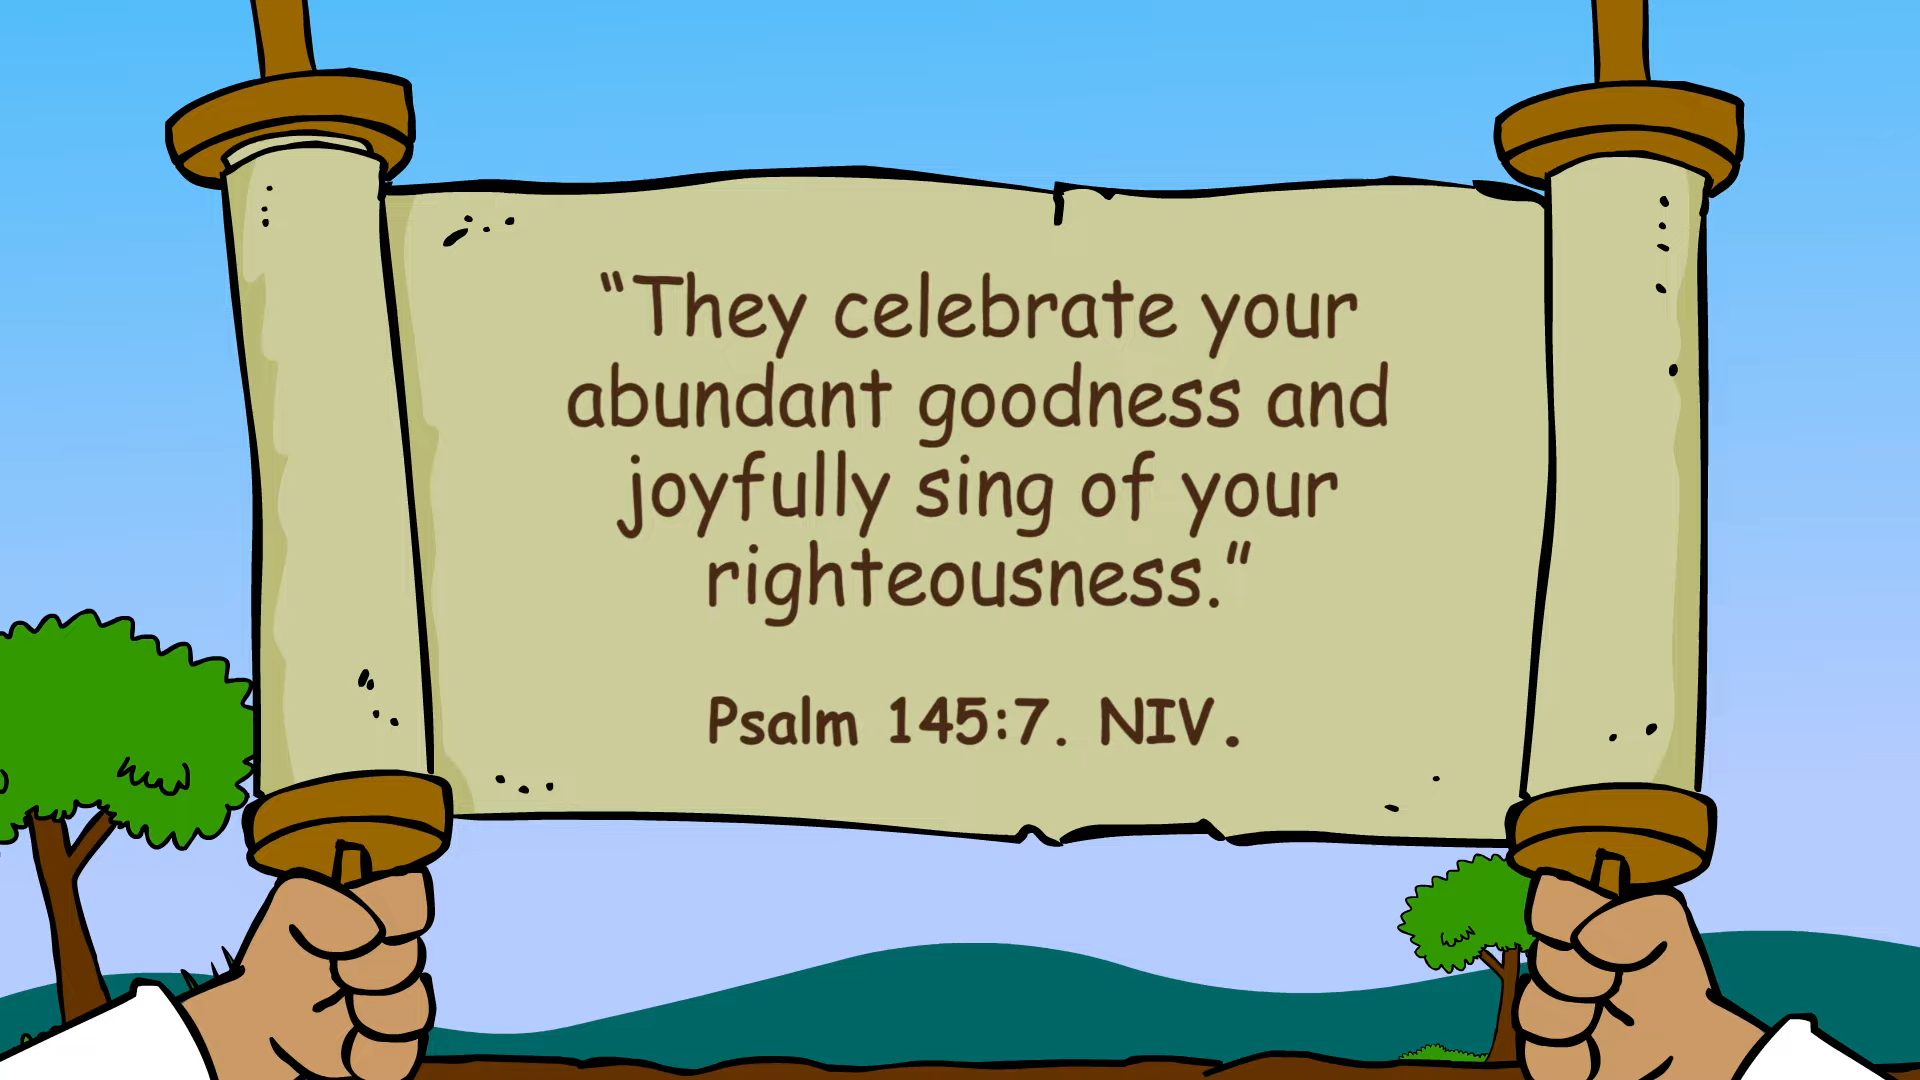 “They celebrate your
abundant goodness and
joyfully sing of your
righteousness.”
Psalm 145:7. NIV.